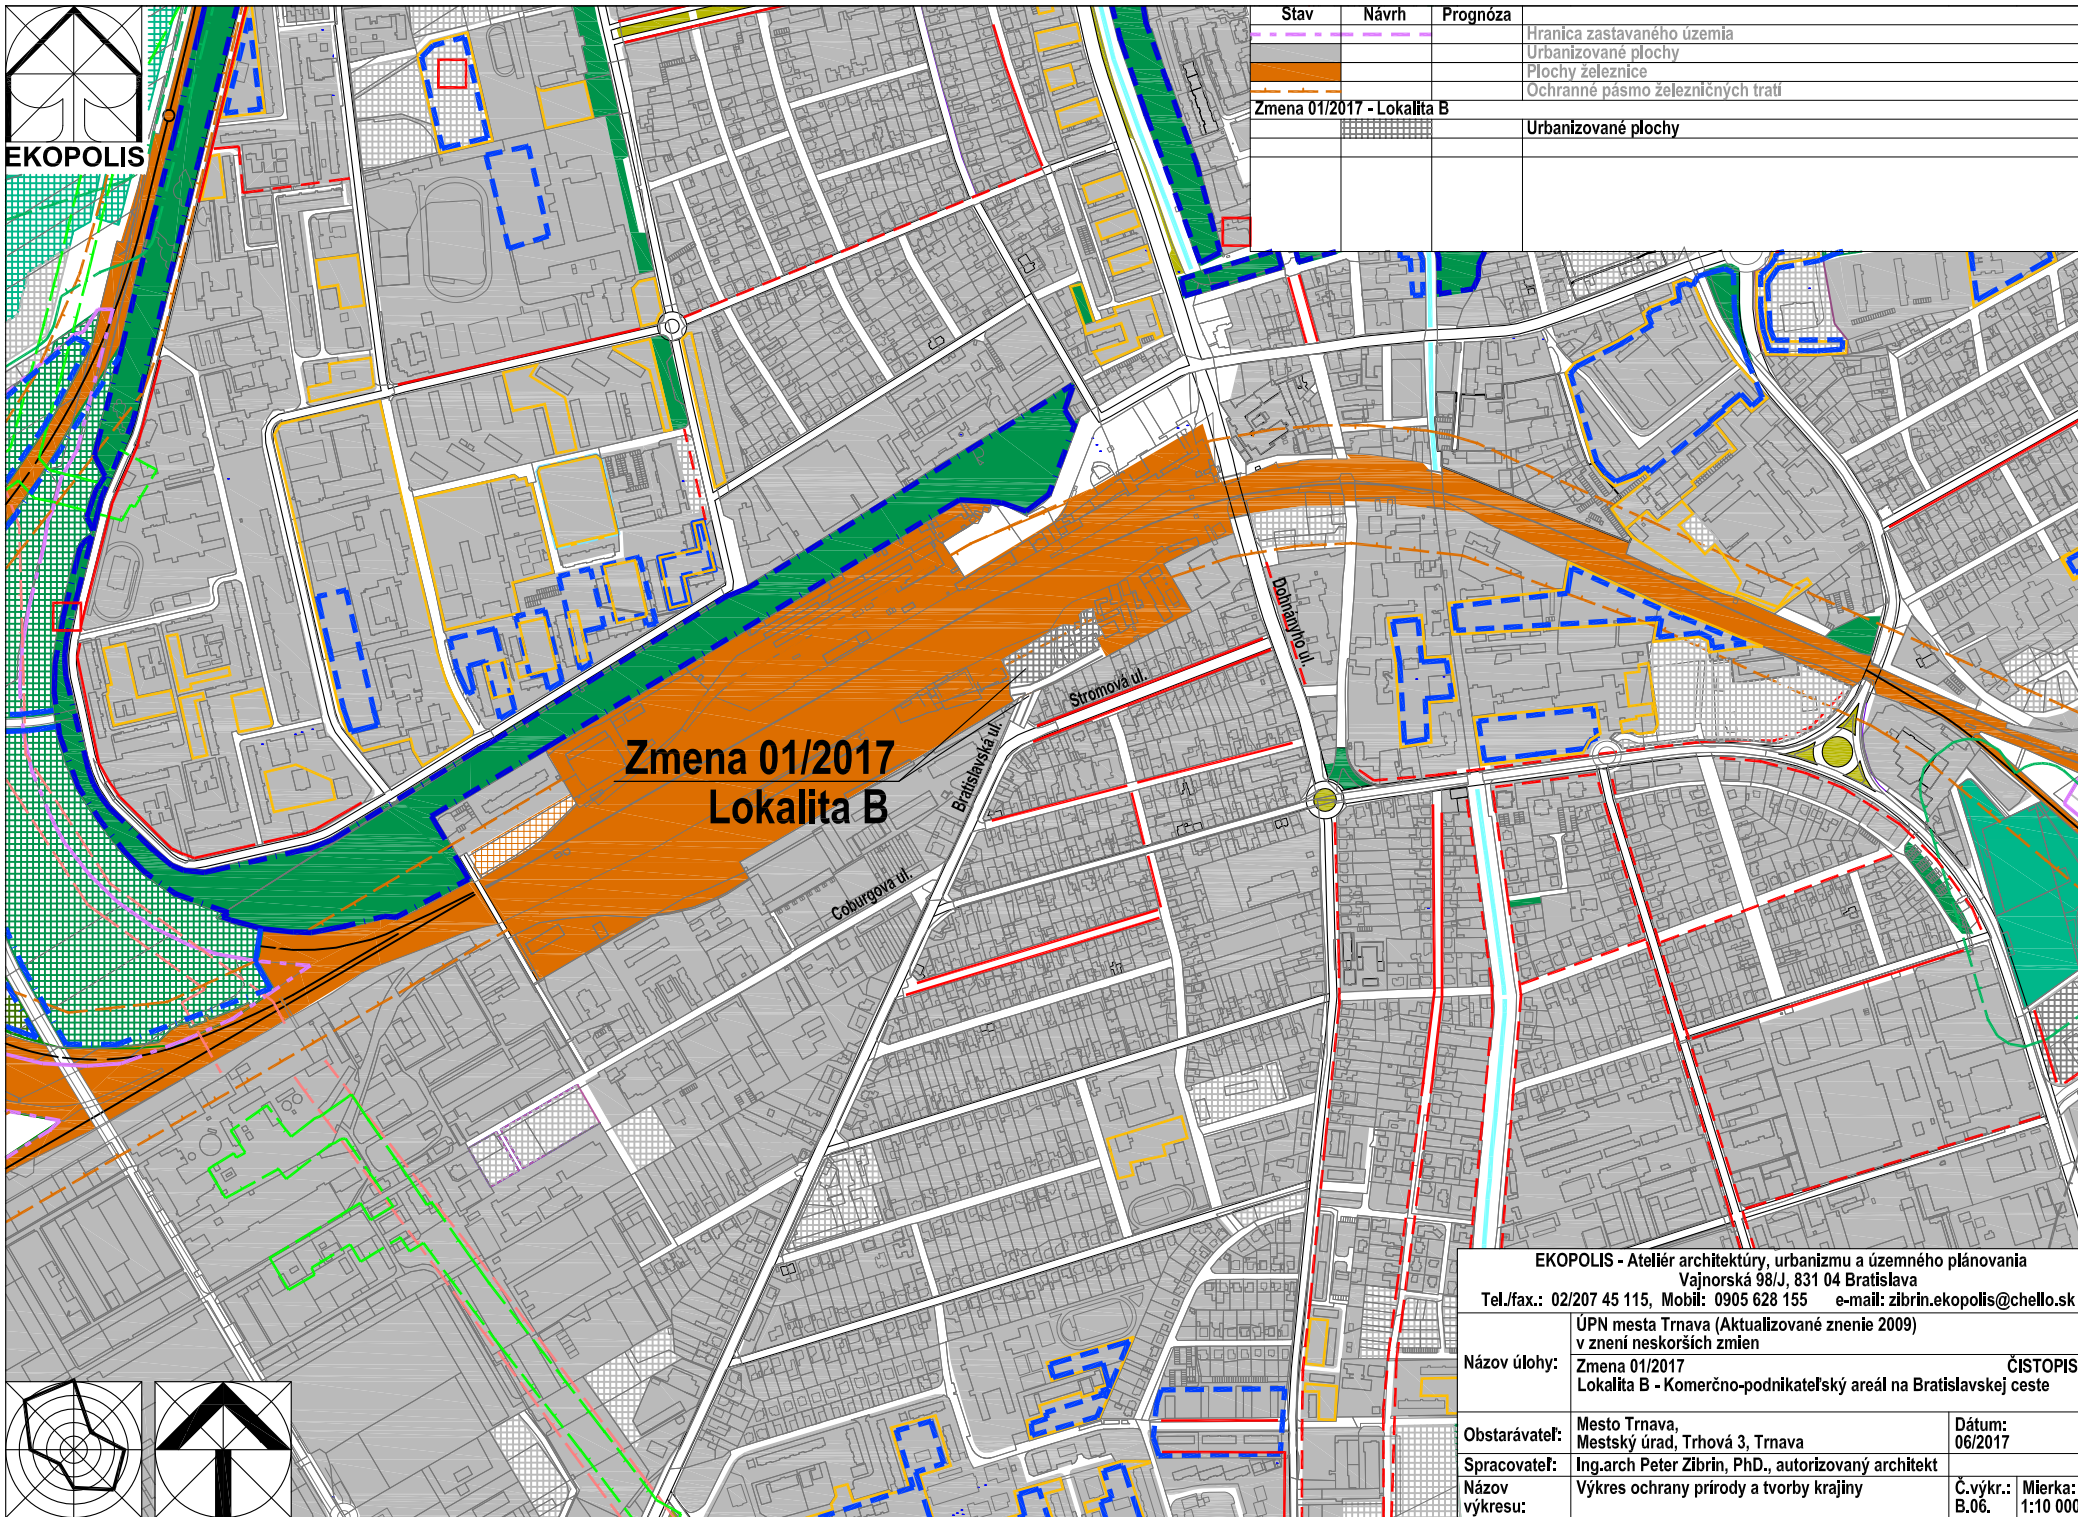 EKOPOLIS
Stav Návrh Prognóza
Hranica zastavaného územia
Urbanizované plochy
Plochy železnice
Ochranné pásmo železničných tratí
Zmena 01/2017 - Lokalita B
Urbanizované plochy
Dohnányho ul.
Stromová ul.
Bratislavská ul.
Zmena 01/2017
Lokalita B
Coburgova ul.
EKOPOLIS - Ateliér architektúry, urbanizmu a územného plánovania
Vajnorská 98/J, 831 04 Bratislava
Tel./fax.: 02/207 45 115, Mobil: 0905 628 155 e-mail: zibrin.ekopolis@chello.sk
Názov úlohy:
ÚPN mesta Trnava (Aktualizované znenie 2009)
v znení neskorších zmien
Zmena 01/2017 ČISTOPIS
Lokalita B - Komerčno-podnikateľský areál na Bratislavskej ceste
Obstarávateľ:
Mesto Trnava,
Mestský úrad, Trhová 3, Trnava
Dátum:
06/2017
Spracovateľ: Ing.arch Peter Zibrin, PhD., autorizovaný architekt
Názov
výkresu:
Výkres ochrany prírody a tvorby krajiny
Č.výkr.:
B.06.
Mierka:
1:10 000